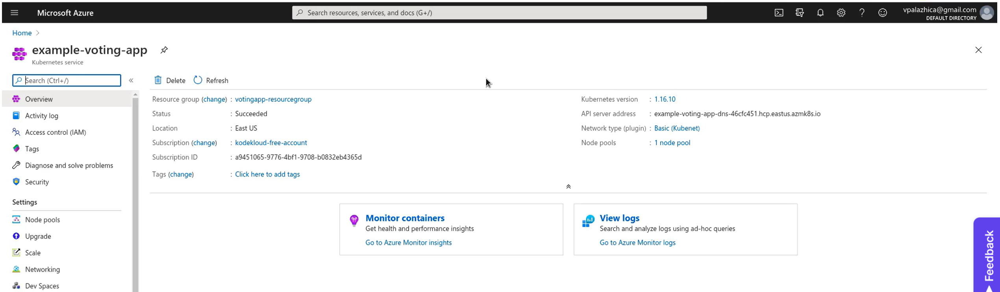 Microsoft Azure
Search resources, services, and docs (G+/)
vpalazhica@gmail.com
DEFAULT DIRECTORY
Home
example-voting-app
Kubernetes service
Search (Ctrl+/)
Delete
Refresh
Overview
Activity log
Access control (IAM)
Tags
Diagnose and solve problems
Security
Settings
Node pools
Upgrade
Scale
Networking
Dev Spaces
Resource group (change) : votingapp-resourcegroup
Status : Succeeded
Location : East US
Subscription (change) : kodekloud-free-account
Subscription ID : a9451065-9776-4bf1-9708-b0832eb4365d
Tags (change) : Click here to add tags
Kubernetes version : 1.16.10
API server address : example-voting-app-dns-46cfc451.hcp.eastus.azmk8s.io
Network type (plugin) : Basic (Kubenet)
Node pools : 1 node pool
Monitor containers
Get health and performance insights
Go to Azure Monitor insights
View logs
Search and analyze logs using ad-hoc queries
Go to Azure Monitor logs
Feedback